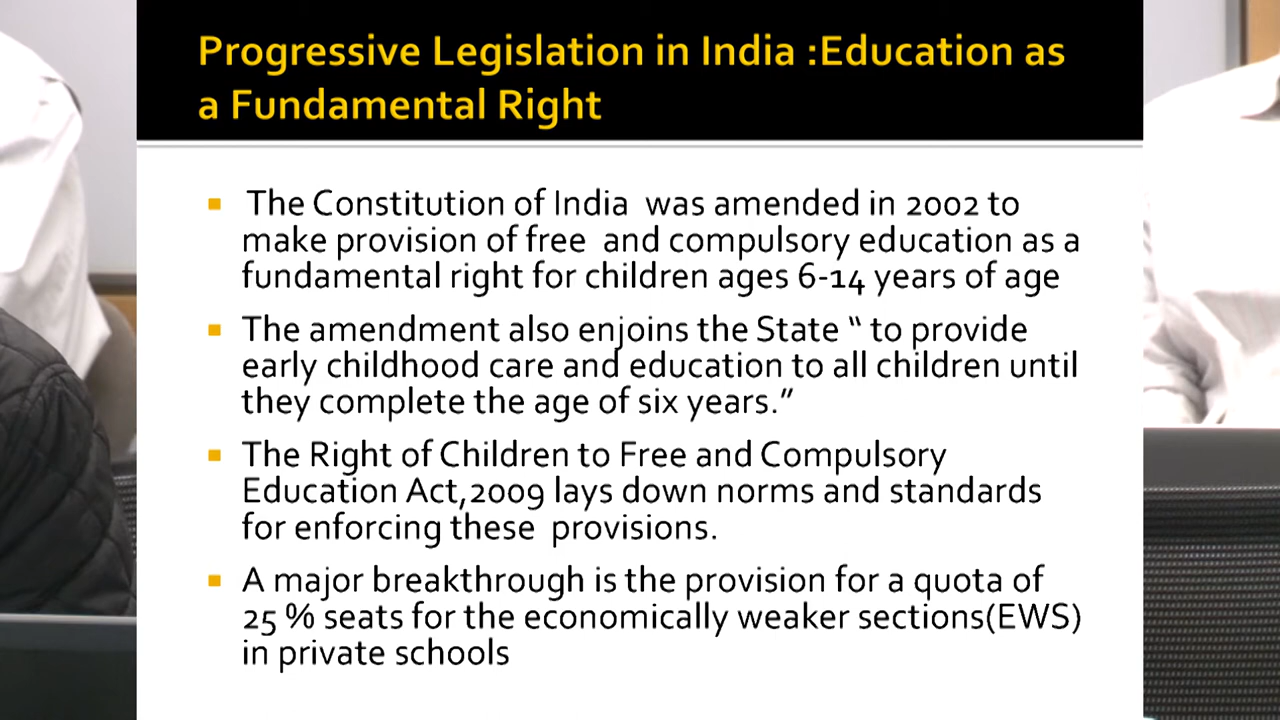 Progressive Legislation in India :Education as
a Fundamental Right
The Constitution of India was amended in 2002 to
make provision of free and compulsory education as a
fundamental right for children ages 6-14 years of age
The amendment also enjoins the State “ to provide
early childhood care and education to all children until
they complete the age of six years.”
The Right of Children to Free and Compulsory
Education Act,2009 lays down norms and standards
for enforcing these provisions.
A major breakthrough is the provision for a quota of
25 % seats for the economically weaker sections(EWS)
in private schools